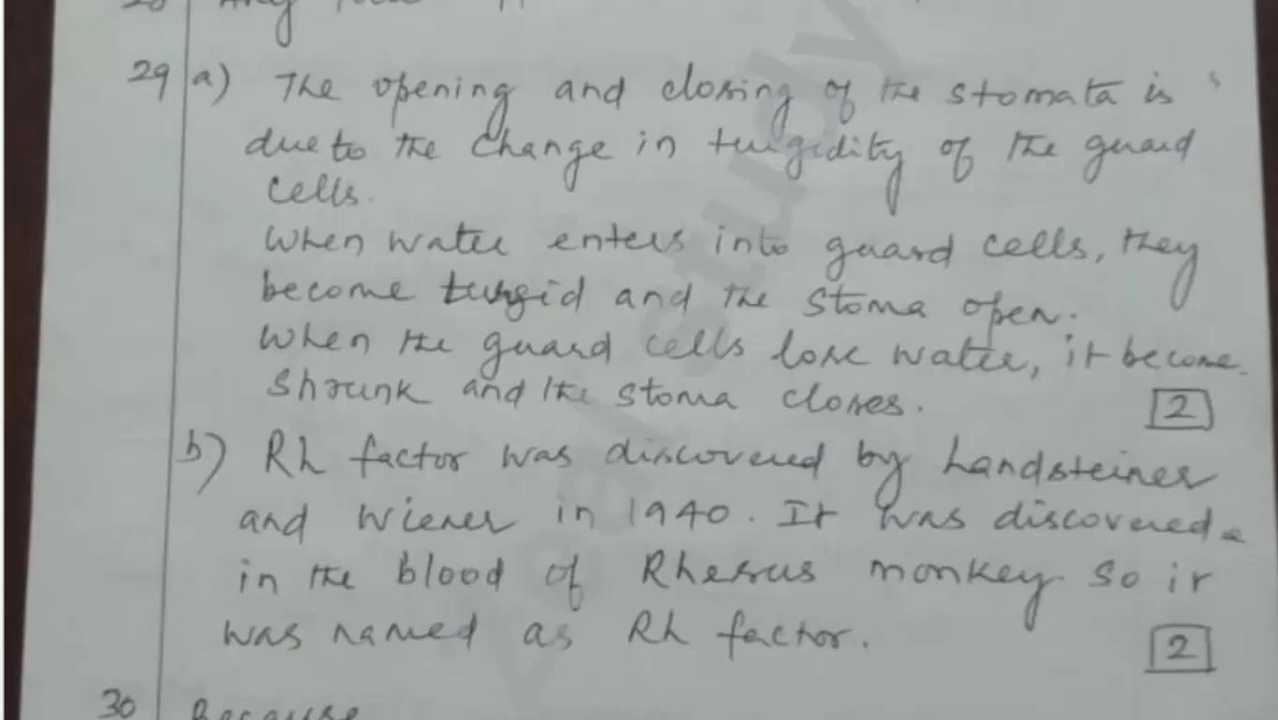 29 a) The opening and closing of the stomata is
due to the change in turgidity of the guard
cells.
When water enters into guard cells, they
become turgid and the stoma open.
When the guard cells lose water, it become
shrunk and the stoma closes.
2
b) Rh factor was discovered by Landsteiner
and Wiener in 1940. It was discovered
in the blood of Rhesus monkey so it
was named as Rh factor.
2
30 Because
study